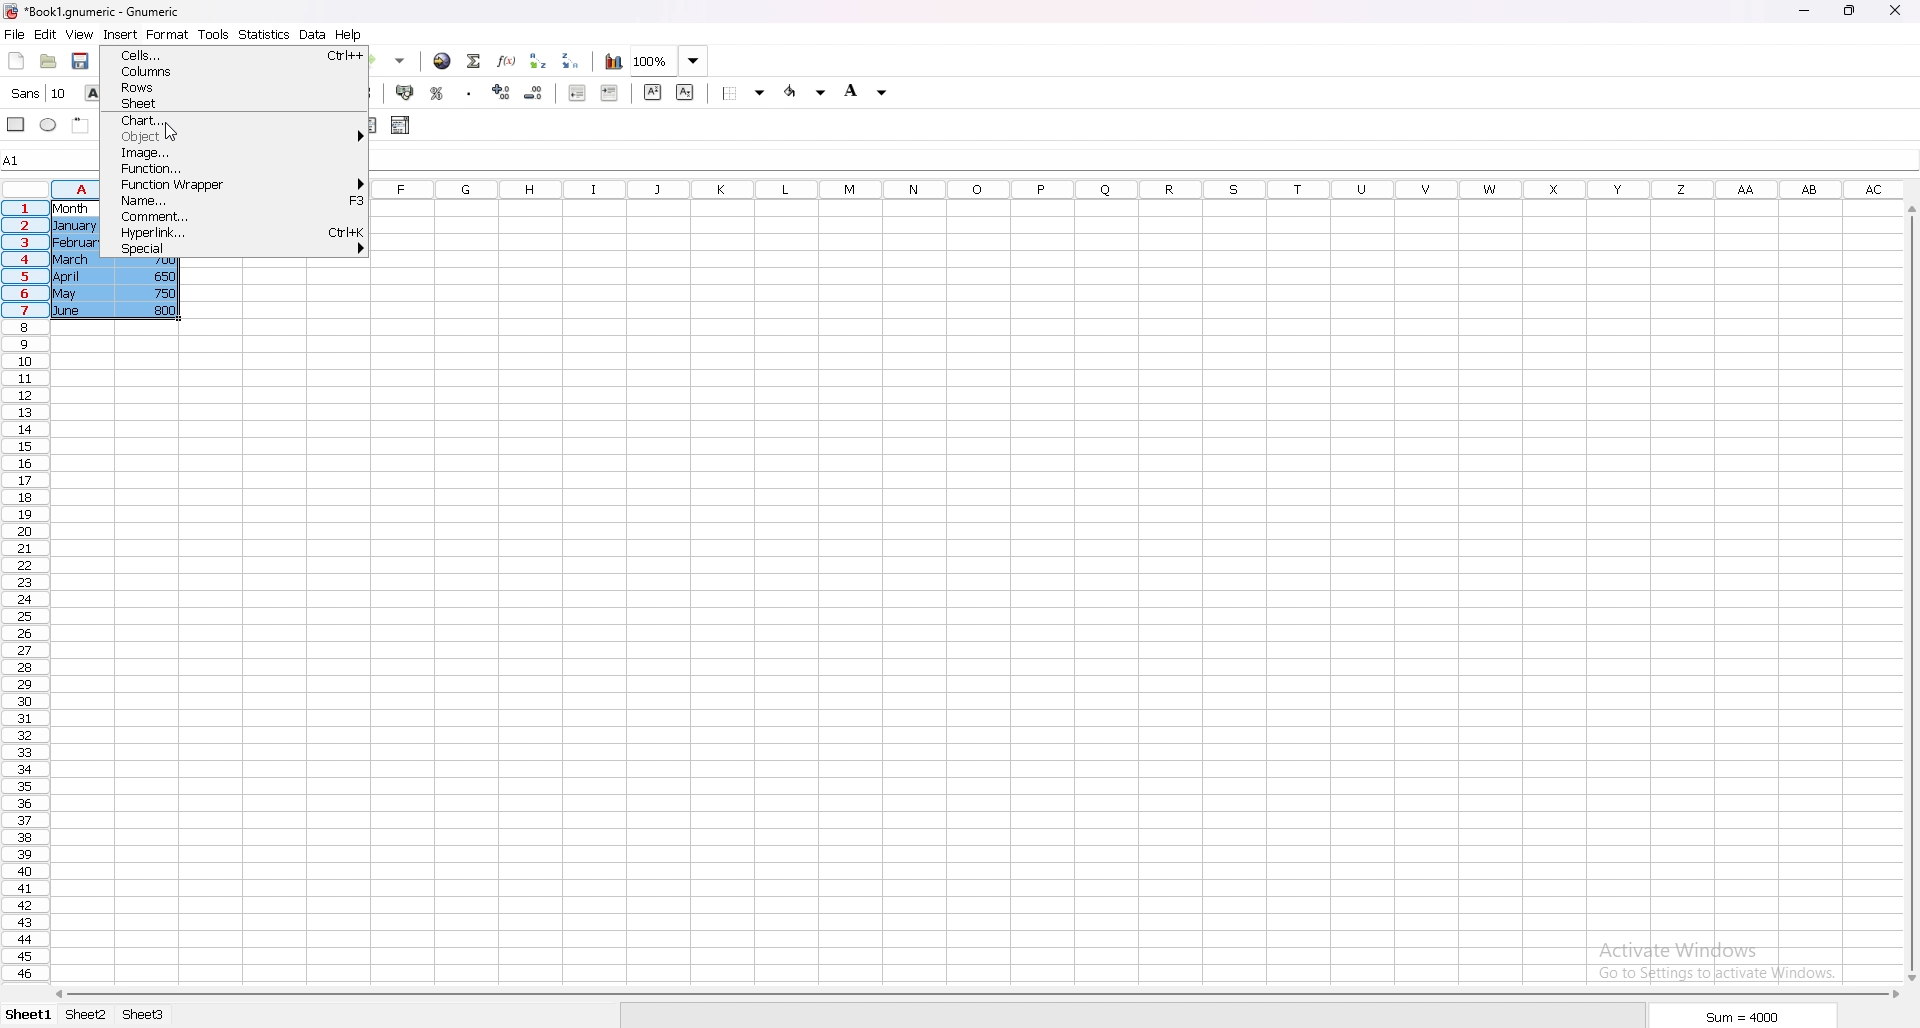 *Book1.gnumeric - Gnumeric
File Edit View Insert Format Tools Statistics Data Help
Cells... Ctrl++
Columns
Rows
Sheet
Chart...
Object
Image...
Function...
Function Wrapper
Name... F3
Comment...
Hyperlink... Ctrl+K
Special
f(x) 100%
Sans 10 A % A
A1
A F G H I J K L M N O P Q R S T U V W X Y Z AA AB AC
1 Month
2 January
3 Februar
4 March 700
5 April 650
6 May 750
7 June 800
8
9
10
11
12
13
14
15
16
17
18
19
20
21
22
23
24
25
26
27
28
29
30
31
32
33
34
35
36
37
38
39
40
41
42
43
44
45
46
Activate Windows
Go to Settings to activate Windows.
Sheet1 Sheet2 Sheet3
Sum = 4000